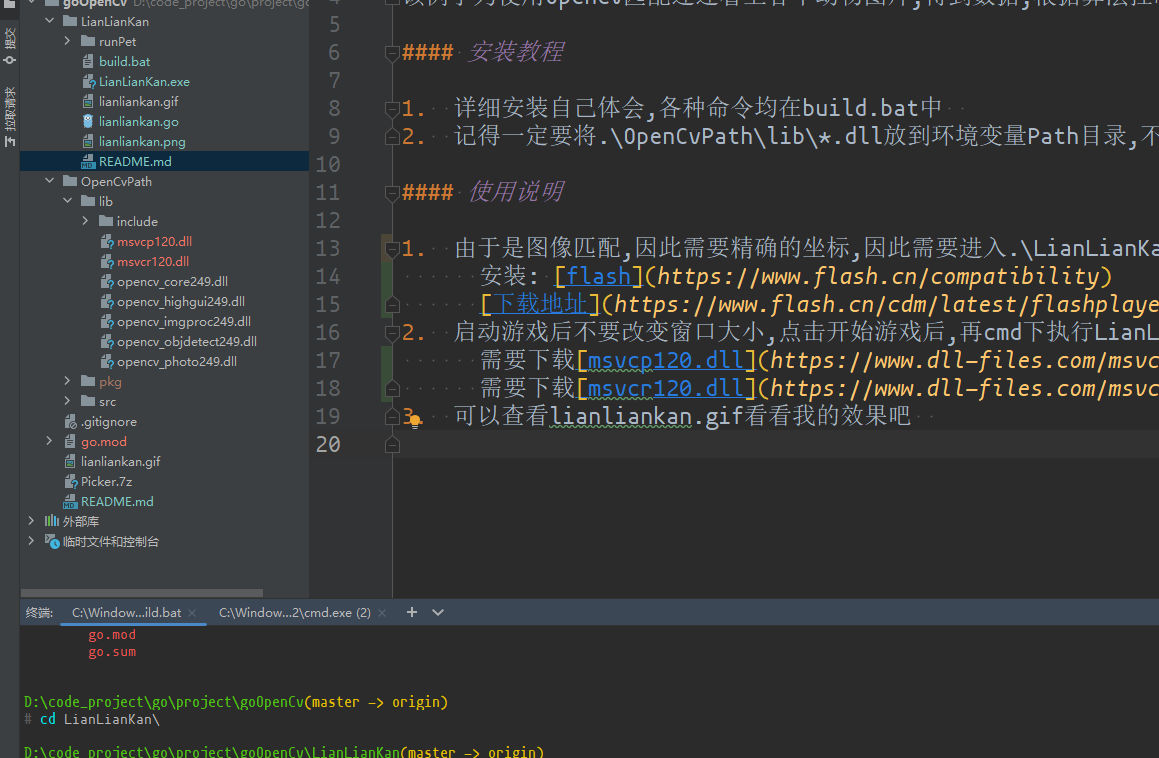 goOpenCv D:\code_project\go\project\go
LianLianKan
runPet
build.bat
LianLianKan.exe
lianliankan.gif
lianliankan.go
lianliankan.png
README.md
OpenCvPath
lib
include
msvcp120.dll
msvcr120.dll
opencv_core249.dll
opencv_highgui249.dll
opencv_imgproc249.dll
opencv_objdetect249.dll
opencv_photo249.dll
pkg
src
.gitignore
go.mod
lianliankan.gif
Picker.7z
README.md
外部库
临时文件和控制台
提交
拉取请求
4
5
6 #### 安装教程
7
8 1. 详细安装自己体会,各种命令均在build.bat中
9 2. 记得一定要将.\OpenCvPath\lib\*.dll放到环境变量Path目录,不
10
11 #### 使用说明
12
13 1. 由于是图像匹配,因此需要精确的坐标,因此需要进入.\LianLianKa
14 安装: [flash](https://www.flash.cn/compatibility)
15 [下载地址](https://www.flash.cn/cdm/latest/flashplaye
16 2. 启动游戏后不要改变窗口大小,点击开始游戏后,再cmd下执行LianL
17 需要下载[msvcp120.dll](https://www.dll-files.com/msvc
18 需要下载[msvcr120.dll](https://www.dll-files.com/msvc
19 3. 可以查看lianliankan.gif看看我的效果吧
20
终端: C:\Window...ild.bat × C:\Window...2\cmd.exe (2) × +
go.mod
go.sum
D:\code_project\go\project\goOpenCv(master -> origin)
# cd LianLianKan\
D:\code_project\go\project\goOpenCv\LianLianKan(master -> origin)